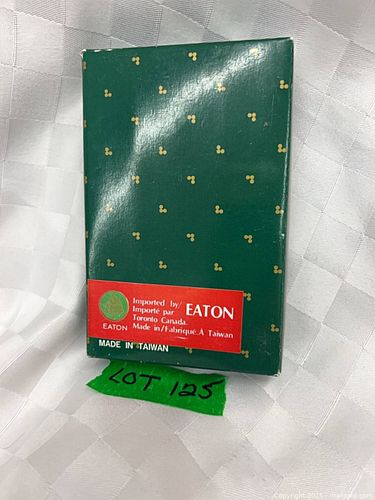 Imported by/
Importé par
Toronto Canada.
Made in/Fabriqué À Taiwan
EATON
EATON
MADE IN TAIWAN
LOT 125